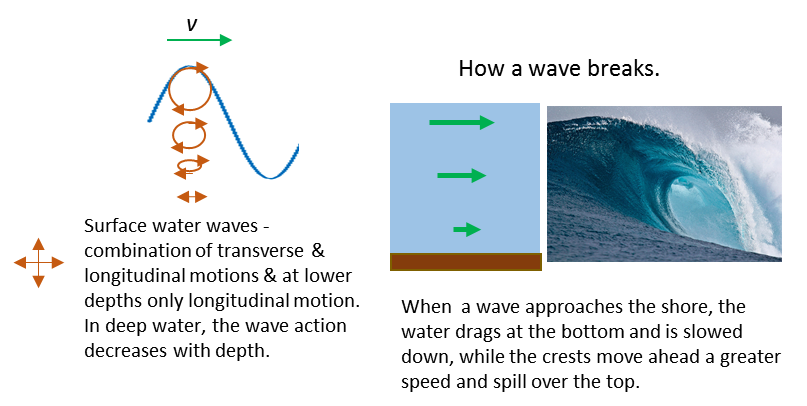 v
Surface water waves -
combination of transverse &
longitudinal motions & at lower
depths only longitudinal motion.
In deep water, the wave action
decreases with depth.
How a wave breaks.
When a wave approaches the shore, the
water drags at the bottom and is slowed
down, while the crests move ahead a greater
speed and spill over the top.